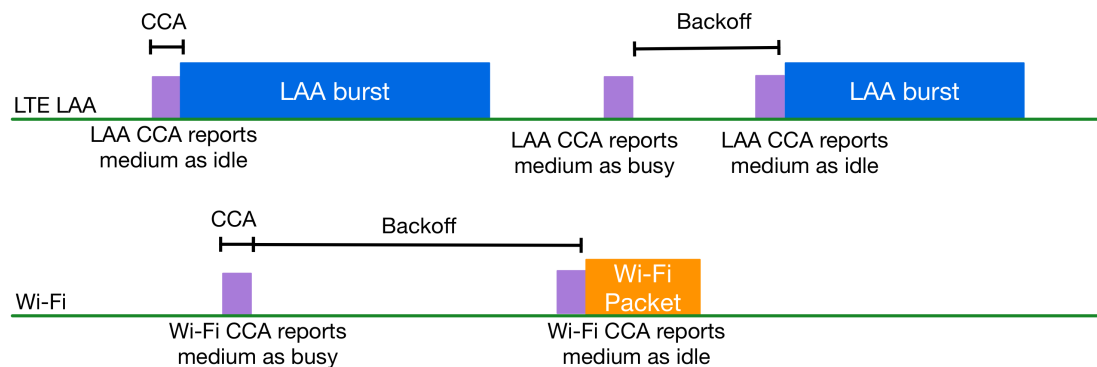 CCA
Backoff
LAA burst
LAA burst
LTE LAA
LAA CCA reports
medium as idle
LAA CCA reports
medium as busy
LAA CCA reports
medium as idle
CCA
Backoff
Wi-Fi
Packet
Wi-Fi
Wi-Fi CCA reports
medium as busy
Wi-Fi CCA reports
medium as idle